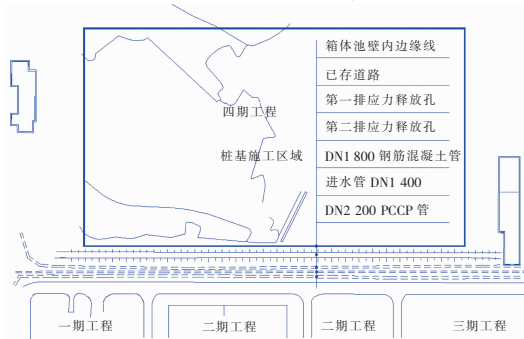 箱体池壁内边缘线
已存道路
第一排应力释放孔
四期工程
第二排应力释放孔
桩基施工区域
DN1 800 钢筋混凝土管
进水管 DN1 400
DN2 200 PCCP 管
一期工程
二期工程
二期工程
三期工程